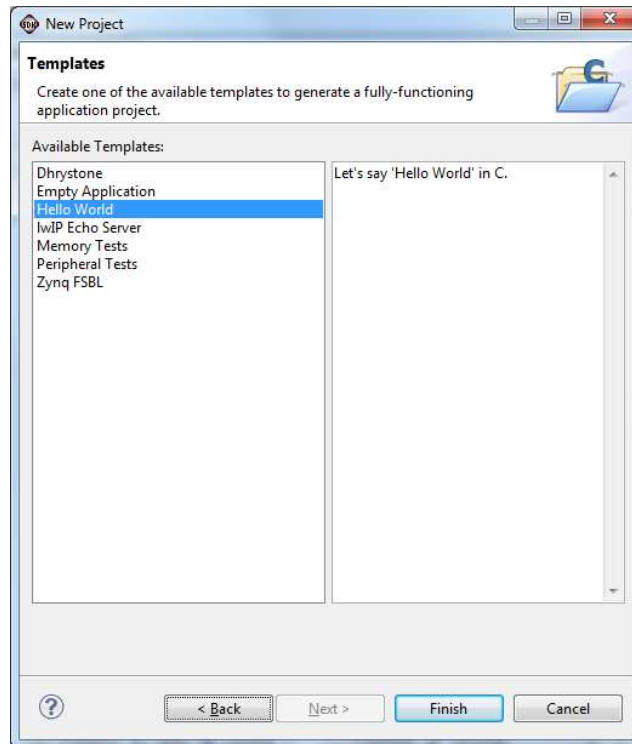 SDK New Project
Templates
Create one of the available templates to generate a fully-functioning
application project.
C
Available Templates:
Dhrystone
Empty Application
Hello World
lwIP Echo Server
Memory Tests
Peripheral Tests
Zynq FSBL
Let's say 'Hello World' in C.
?
< Back
Next >
Finish
Cancel